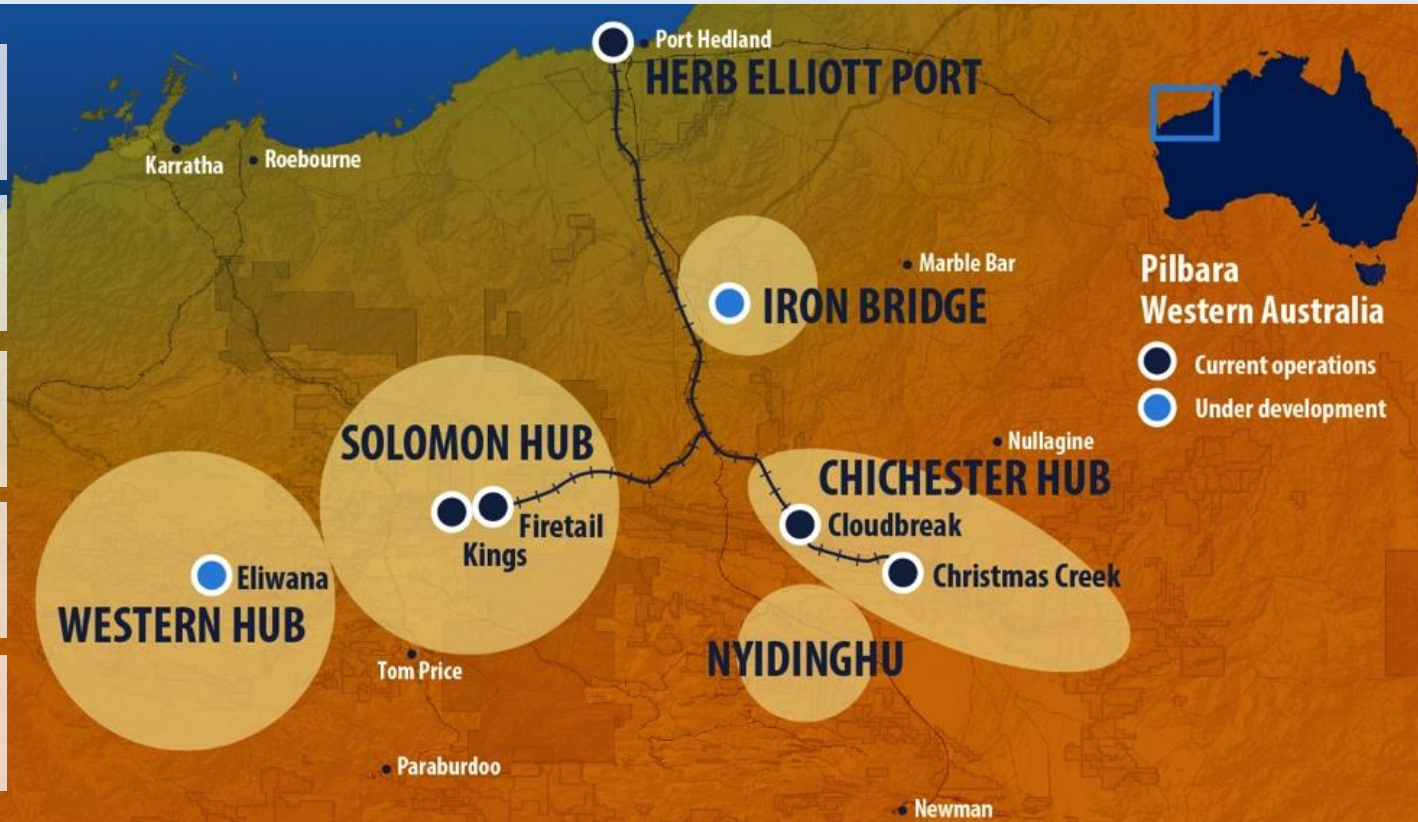 Port Hedland
HERB ELLIOTT PORT
Karratha
Roebourne
Marble Bar
IRON BRIDGE
Pilbara
Western Australia
Current operations
Under development
SOLOMON HUB
Firetail
Kings
Nullagine
CHICHESTER HUB
Cloudbreak
Christmas Creek
Eliwana
WESTERN HUB
NYIDINGHU
Tom Price
Paraburdoo
Newman